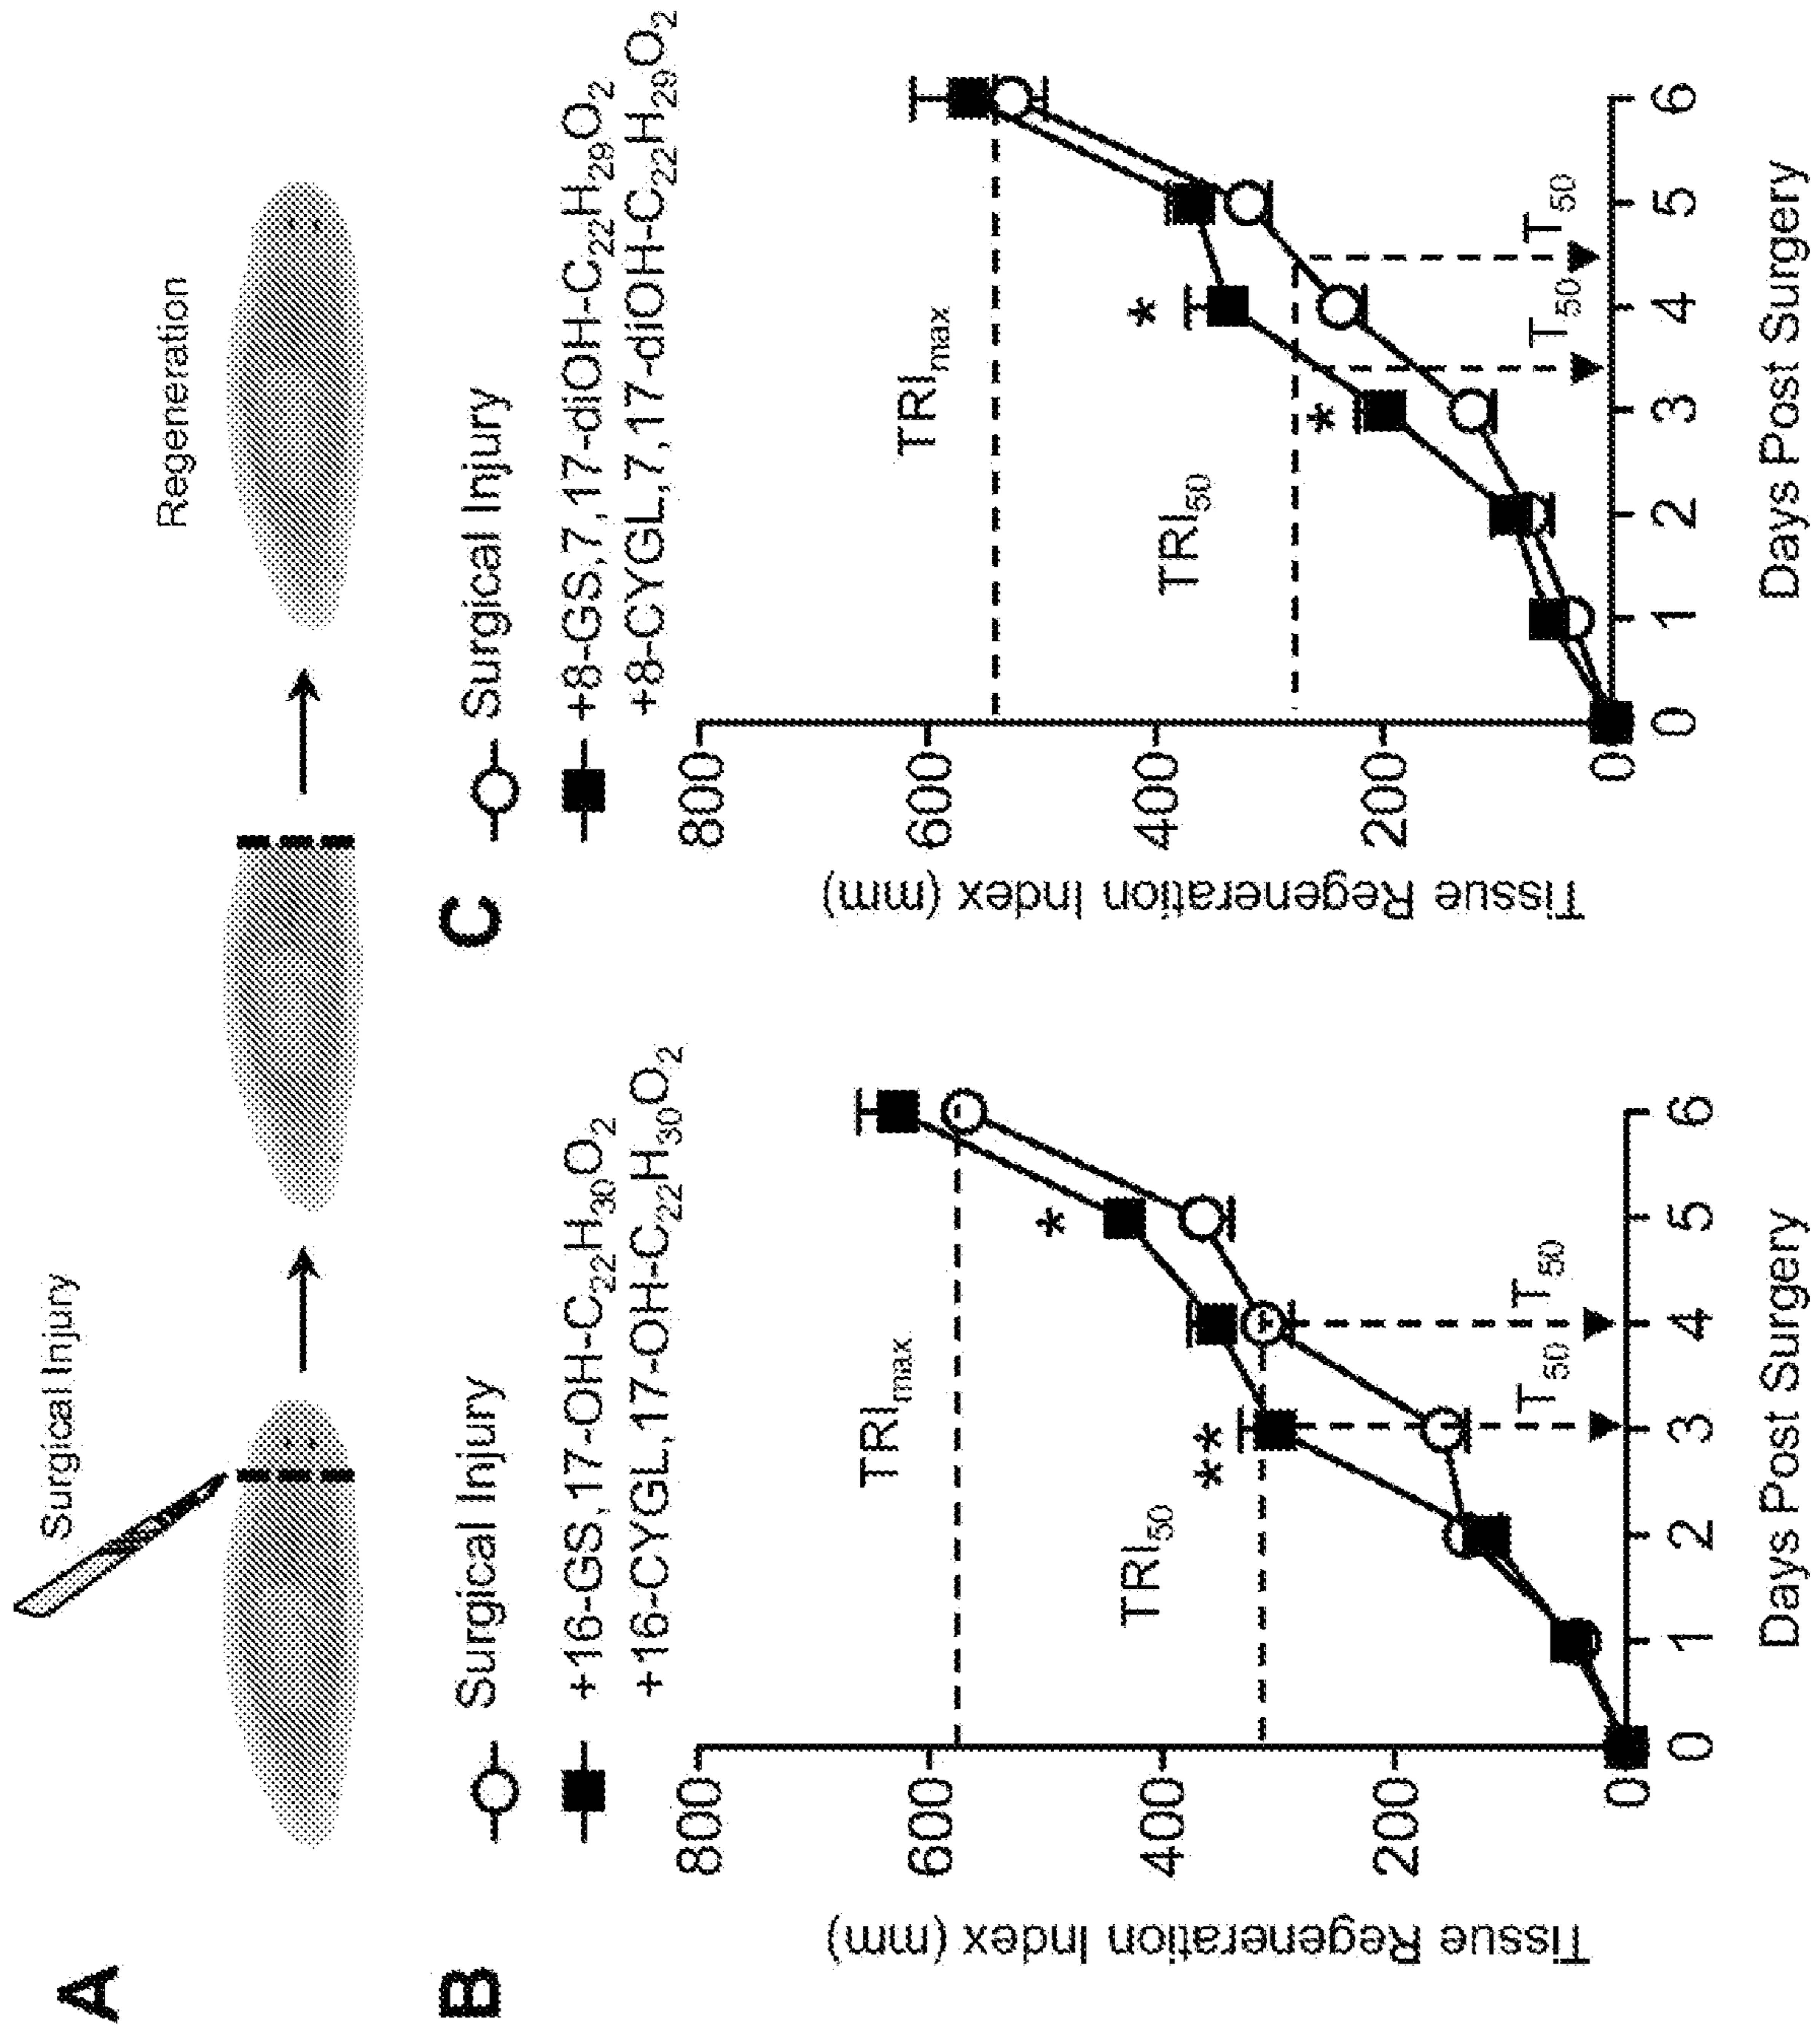 A
Surgical Injury
Regeneration
B
Surgical Injury
+16-GS,17-OH-C22H30O2
+16-CYGL,17-OH-C22H30O2
Tissue Regeneration Index (mm)
800
600
400
200
0
TRImax
TRI50
**
*
T50
T50
0 1 2 3 4 5 6
Days Post Surgery
C
Surgical Injury
+8-GS,7,17-diOH-C22H29O2
+8-CYGL,7,17-diOH-C22H29O2
Tissue Regeneration Index (mm)
800
600
400
200
0
TRImax
TRI50
*
*
T50
T50
0 1 2 3 4 5 6
Days Post Surgery